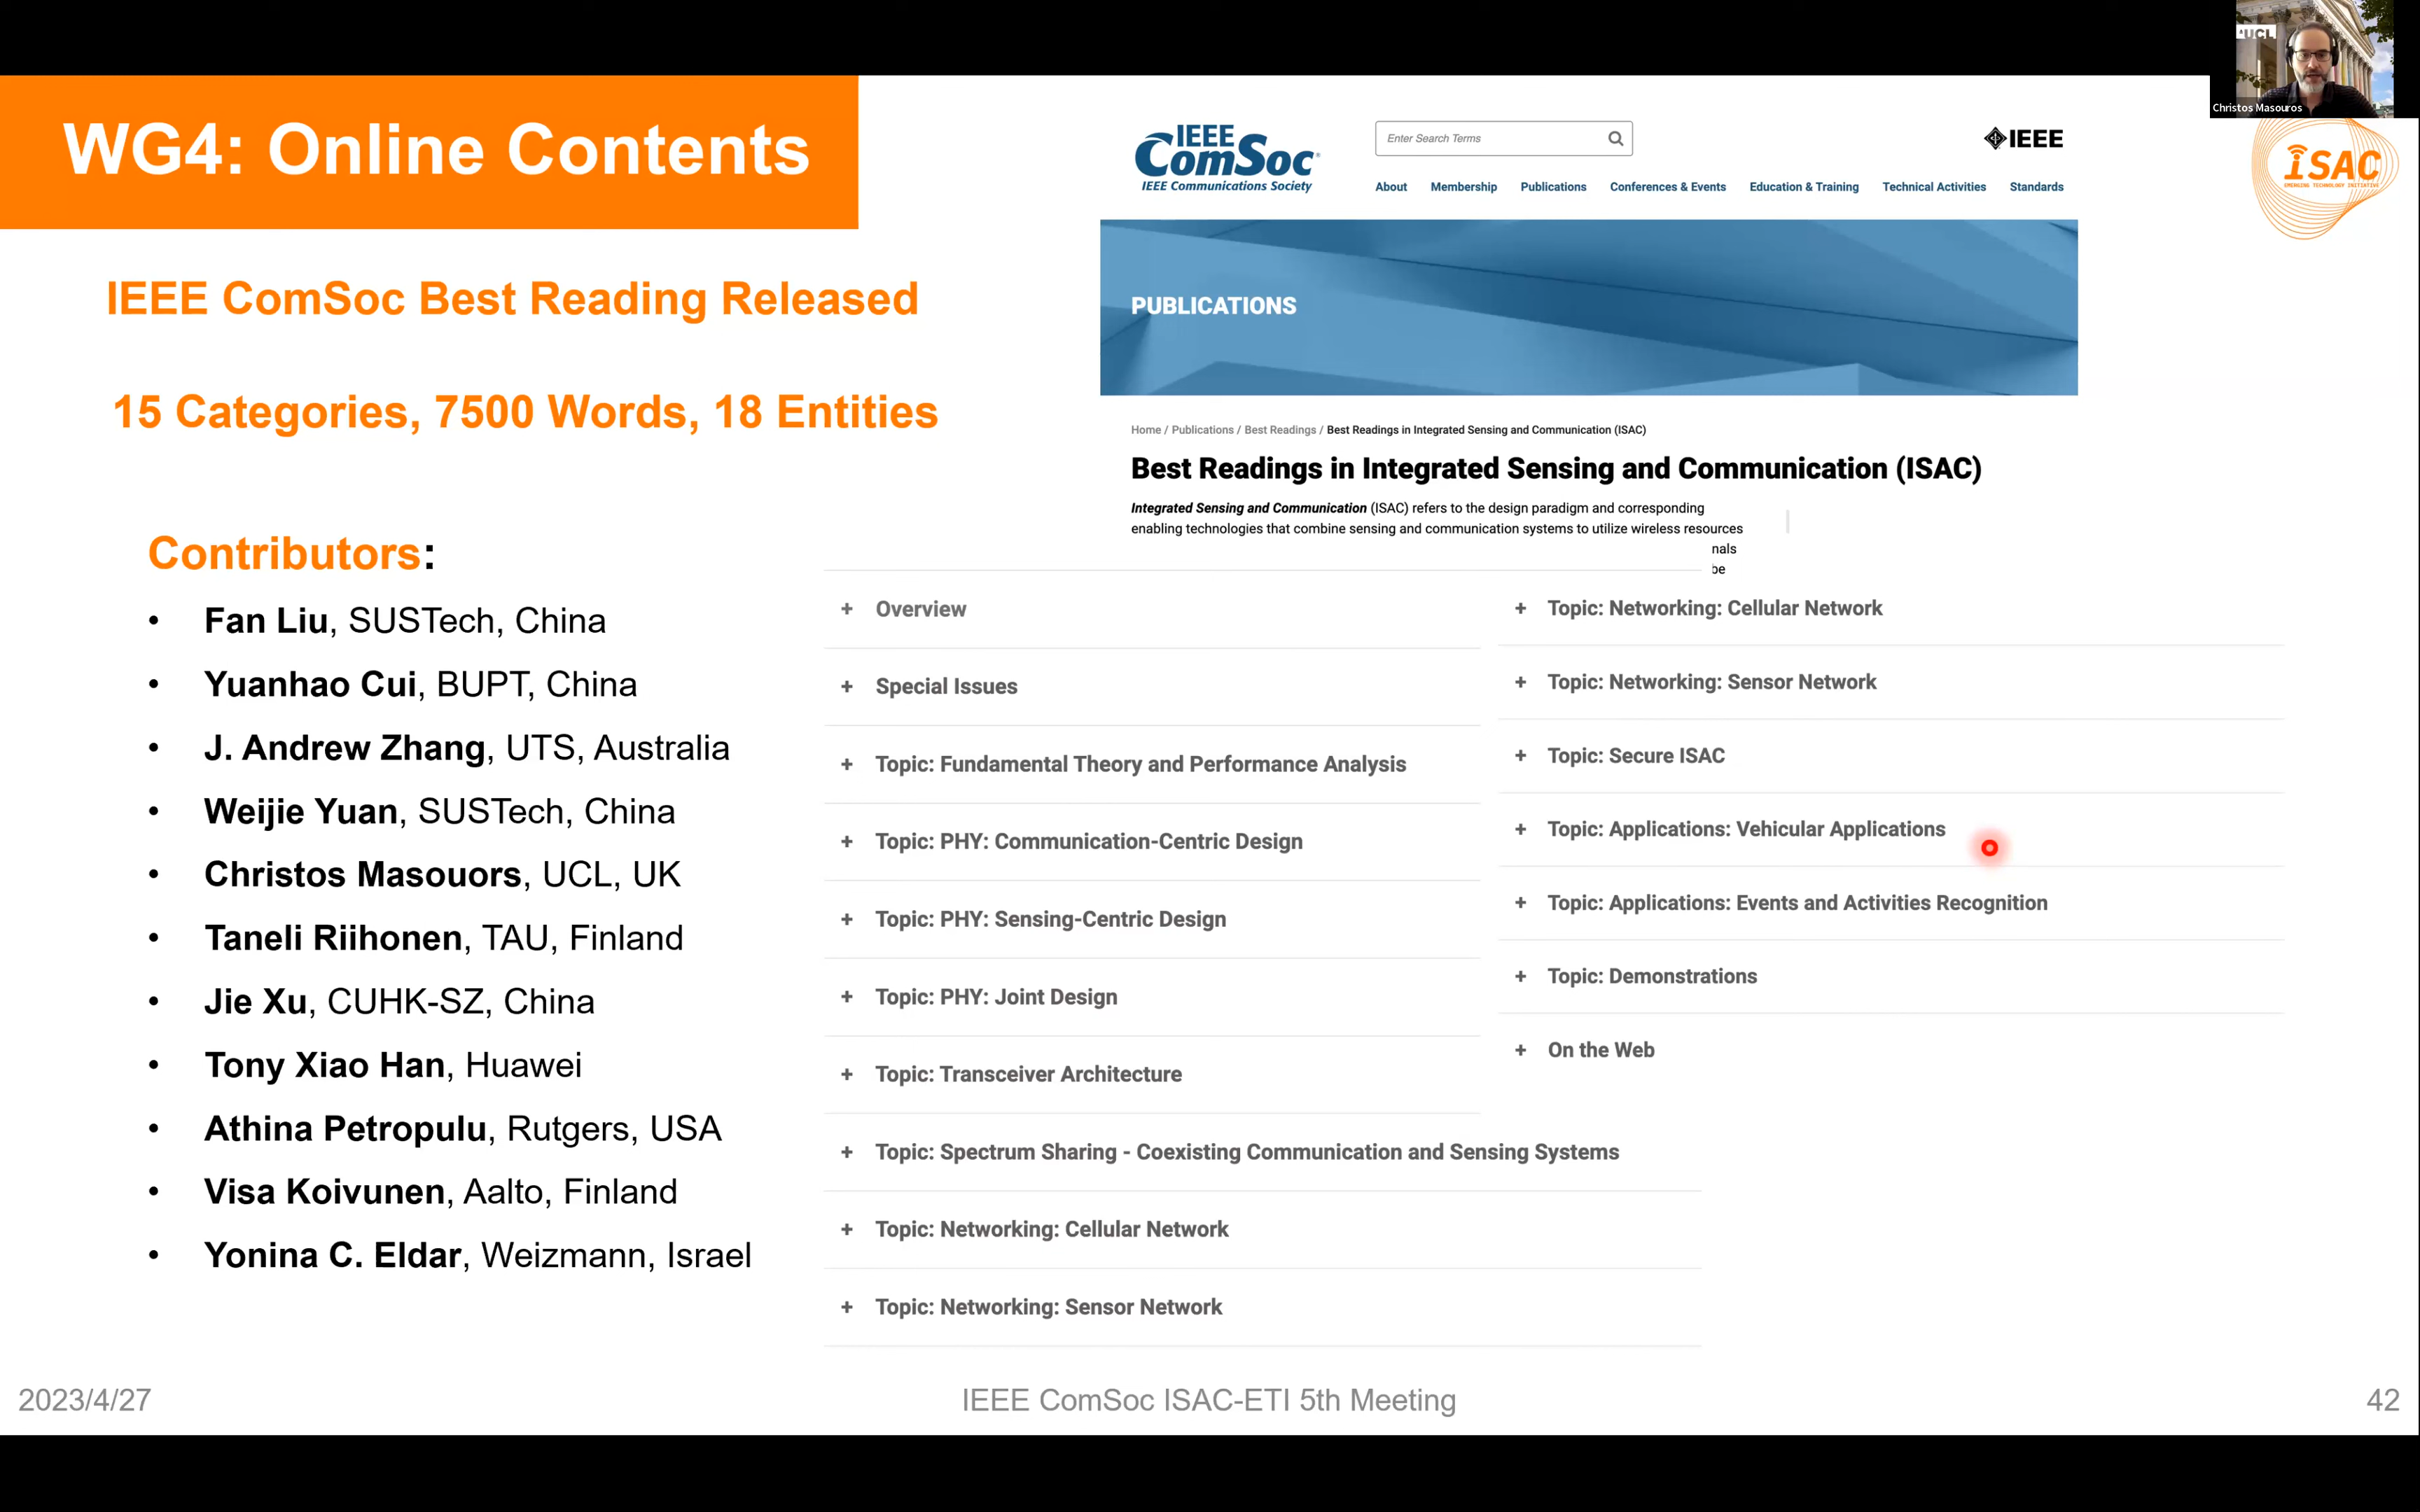 UCL
Christos Masouros
WG4: Online Contents
IEEE ComSoc Best Reading Released
15 Categories, 7500 Words, 18 Entities
Contributors:
• Fan Liu, SUSTech, China
• Yuanhao Cui, BUPT, China
• J. Andrew Zhang, UTS, Australia
• Weijie Yuan, SUSTech, China
• Christos Masouors, UCL, UK
• Taneli Riihonen, TAU, Finland
• Jie Xu, CUHK-SZ, China
• Tony Xiao Han, Huawei
• Athina Petropulu, Rutgers, USA
• Visa Koivunen, Aalto, Finland
• Yonina C. Eldar, Weizmann, Israel
IEEE
ComSoc
IEEE Communications Society
Enter Search Terms
IEEE
About Membership Publications Conferences & Events Education & Training Technical Activities Standards
ISAC
EMERGING TECHNOLOGY INITIATIVE
PUBLICATIONS
Home / Publications / Best Readings / Best Readings in Integrated Sensing and Communication (ISAC)
Best Readings in Integrated Sensing and Communication (ISAC)
Integrated Sensing and Communication (ISAC) refers to the design paradigm and corresponding
enabling technologies that combine sensing and communication systems to utilize wireless resources
nals
be
+ Overview
+ Special Issues
+ Topic: Fundamental Theory and Performance Analysis
+ Topic: PHY: Communication-Centric Design
+ Topic: PHY: Sensing-Centric Design
+ Topic: PHY: Joint Design
+ Topic: Transceiver Architecture
+ Topic: Spectrum Sharing - Coexisting Communication and Sensing Systems
+ Topic: Networking: Cellular Network
+ Topic: Networking: Sensor Network
+ Topic: Networking: Cellular Network
+ Topic: Networking: Sensor Network
+ Topic: Secure ISAC
+ Topic: Applications: Vehicular Applications
+ Topic: Applications: Events and Activities Recognition
+ Topic: Demonstrations
+ On the Web
2023/4/27
IEEE ComSoc ISAC-ETI 5th Meeting
42